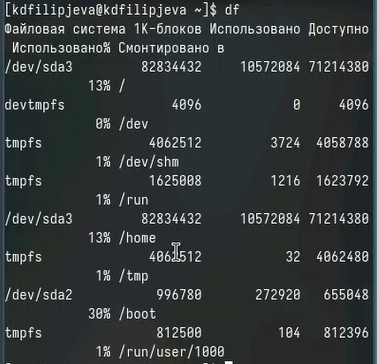 [kdfilipjeva@kdfilipjeva ~]$ df
Файловая система 1K-блоков Использовано Доступно
Использовано% Смонтировано в
/dev/sda3 82834432 10572084 71214380
13% /
devtmpfs 4096 0 4096
0% /dev
tmpfs 4062512 3724 4058788
1% /dev/shm
tmpfs 1625008 1216 1623792
1% /run
/dev/sda3 82834432 10572084 71214380
13% /home
tmpfs 4062512 32 4062480
1% /tmp
/dev/sda2 996780 272920 655048
30% /boot
tmpfs 812500 104 812396
1% /run/user/1000